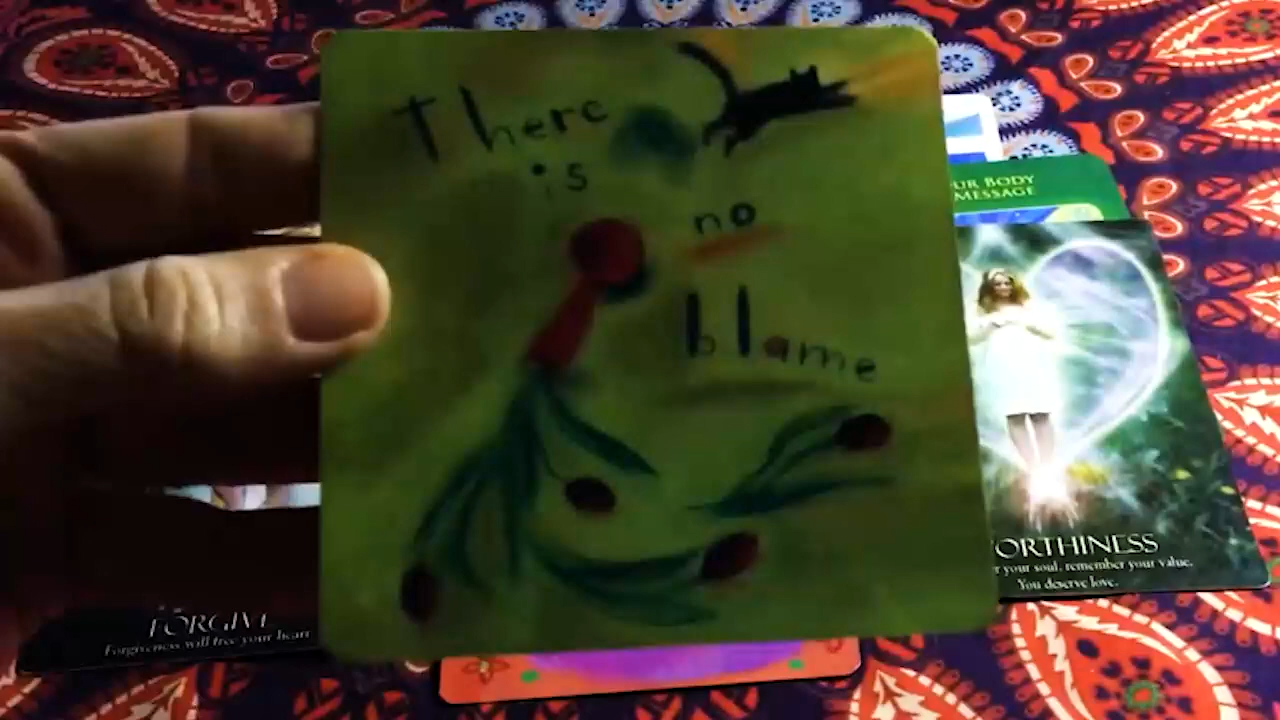 There
is
no
blame
UR BODY
MESSAGE
ORTHINESS
r your soul, remember your value.
You deserve love.
FORGIVE
Forgiveness will free your heart